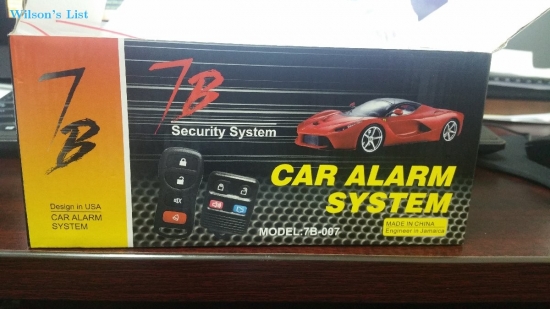 Wilson's List
7B
Design in USA
CAR ALARM
SYSTEM
7B
Security System
CAR ALARM
SYSTEM
MADE IN CHINA
Engineer in Jamaica
MODEL:7B-007